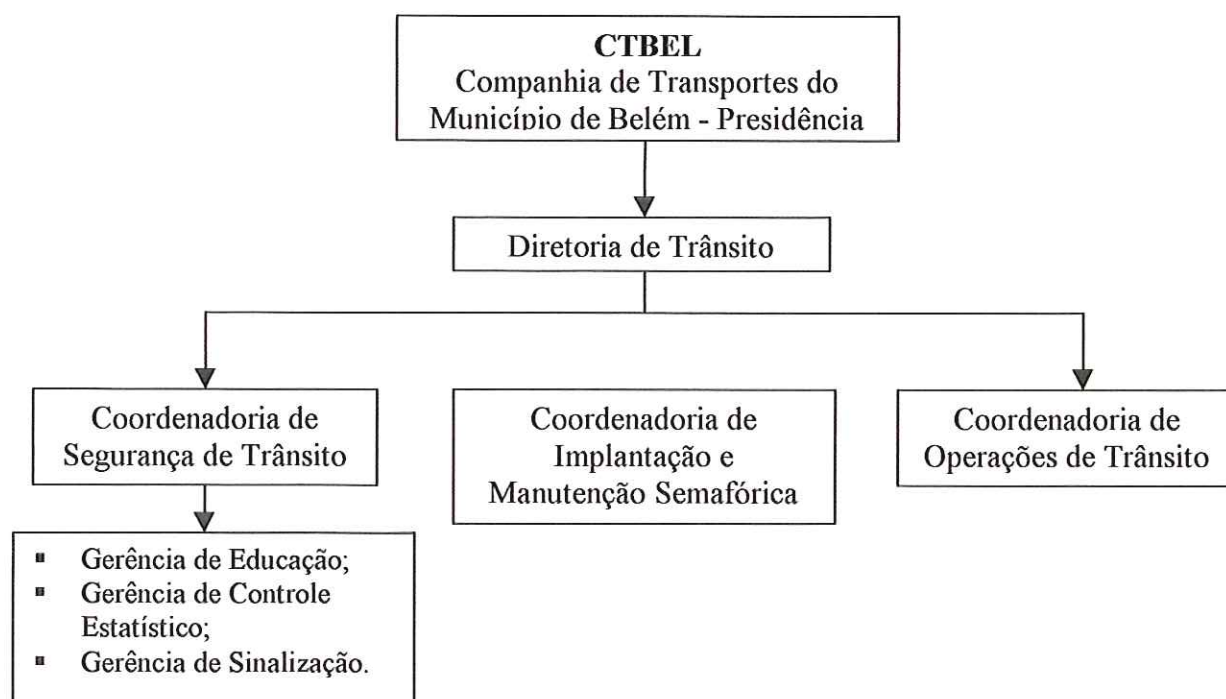 CTBEL
Companhia de Transportes do
Município de Belém - Presidência
Diretoria de Trânsito
Coordenadoria de
Segurança de Trânsito
Coordenadoria de
Implantação e
Manutenção Semafórica
Coordenadoria de
Operações de Trânsito
Gerência de Educação;
Gerência de Controle
Estatístico;
Gerência de Sinalização.